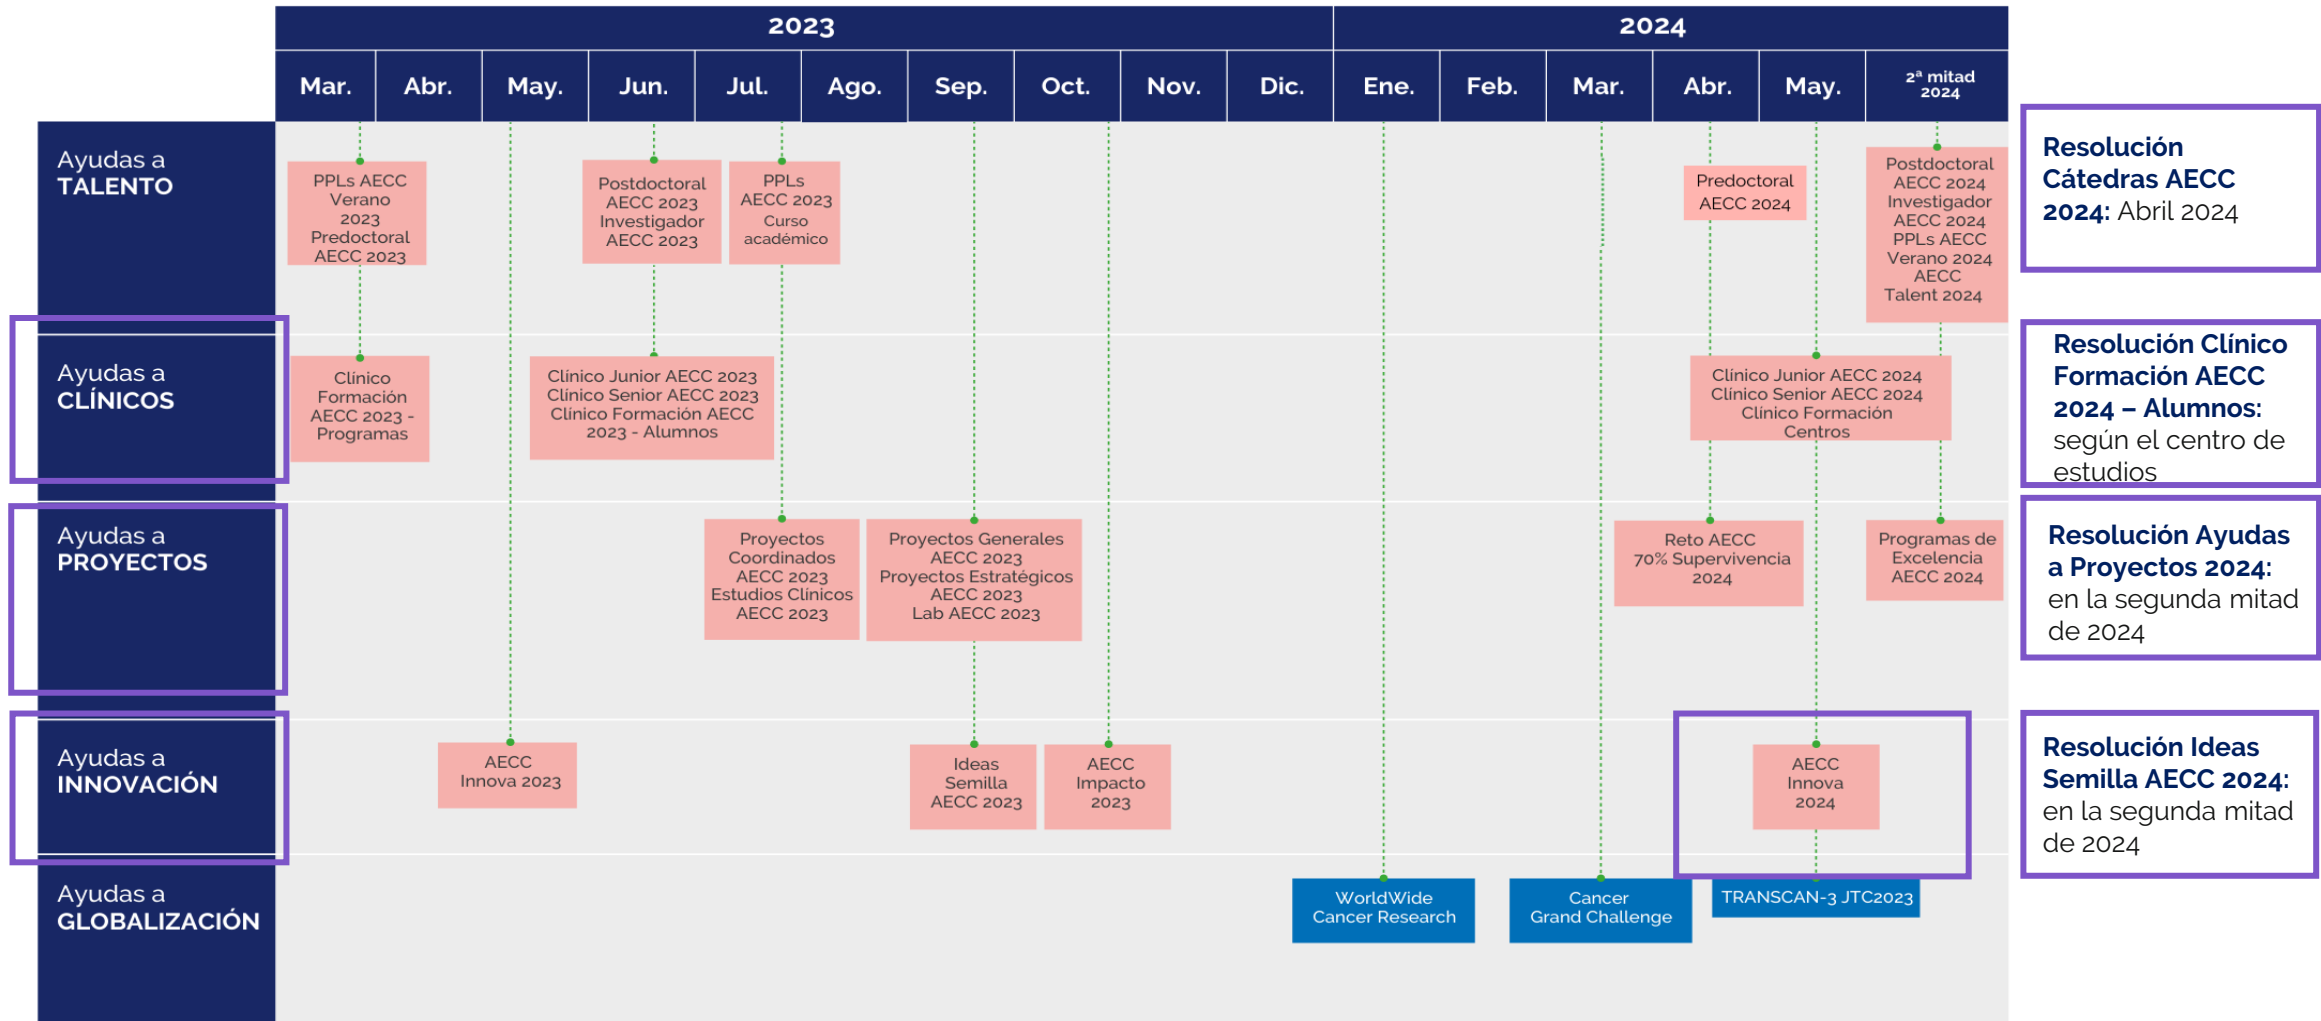 2023
2024
Mar.
Abr.
May.
Jun.
Jul.
Ago.
Sep.
Oct.
Nov.
Dic.
Ene.
Feb.
Mar.
Abr.
May.
2ª mitad
2024
Ayudas a
TALENTO
PPLs AECC
Verano
2023
Predoctoral
AECC 2023
Postdoctoral
AECC 2023
Investigador
AECC 2023
PPLs
AECC 2023
Curso
académico
Predoctoral
AECC 2024
Postdoctoral
AECC 2024
Investigador
AECC 2024
PPLs AECC
Verano 2024
AECC
Talent 2024
Resolución
Cátedras AECC
2024: Abril 2024
Ayudas a
CLÍNICOS
Clínico
Formación
AECC 2023 -
Programas
Clínico Junior AECC 2023
Clínico Senior AECC 2023
Clínico Formación AECC
2023 - Alumnos
Clínico Junior AECC 2024
Clínico Senior AECC 2024
Clínico Formación
Centros
Resolución Clínico
Formación AECC
2024 – Alumnos:
según el centro de
estudios
Ayudas a
PROYECTOS
Proyectos
Coordinados
AECC 2023
Estudios Clínicos
AECC 2023
Proyectos Generales
AECC 2023
Proyectos Estratégicos
AECC 2023
Lab AECC 2023
Reto AECC
70% Supervivencia
2024
Programas de
Excelencia
AECC 2024
Resolución Ayudas
a Proyectos 2024:
en la segunda mitad
de 2024
Ayudas a
INNOVACIÓN
AECC
Innova 2023
Ideas
Semilla
AECC 2023
AECC
Impacto
2023
AECC
Innova
2024
Resolución Ideas
Semilla AECC 2024:
en la segunda mitad
de 2024
Ayudas a
GLOBALIZACIÓN
WorldWide
Cancer Research
Cancer
Grand Challenge
TRANSCAN-3 JTC2023